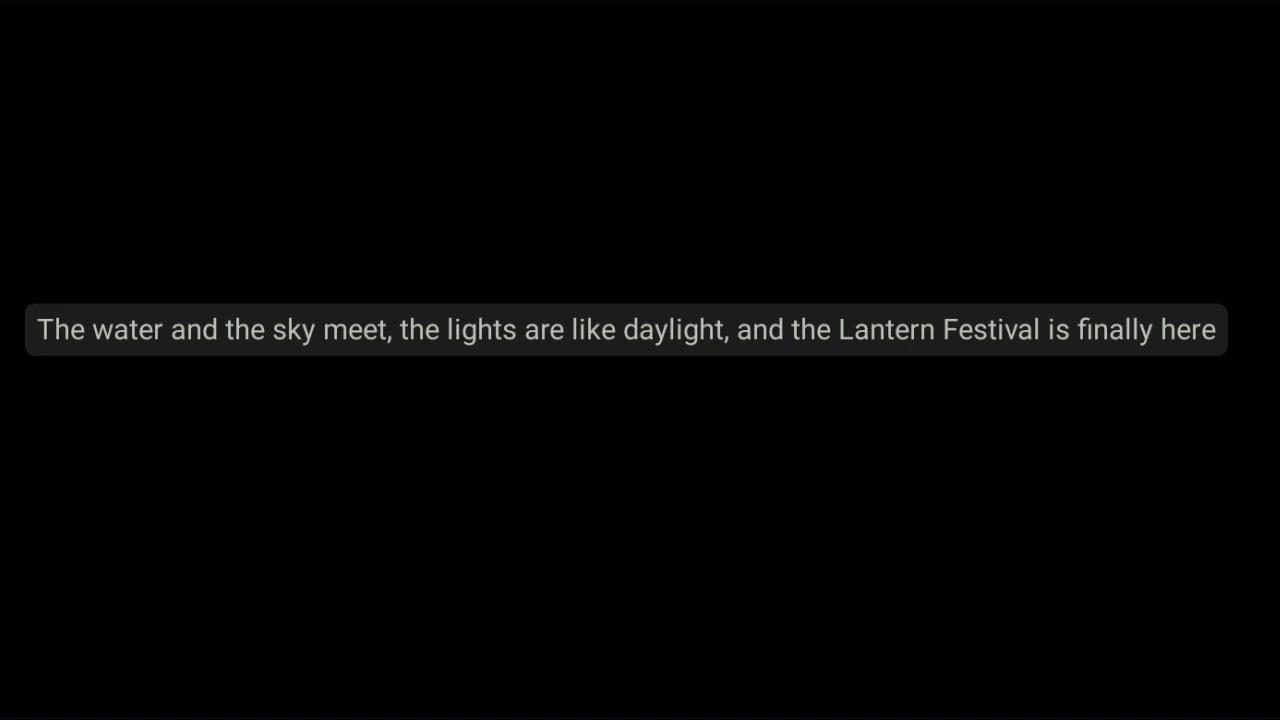 The water and the sky meet, the lights are like daylight, and the Lantern Festival is finally here